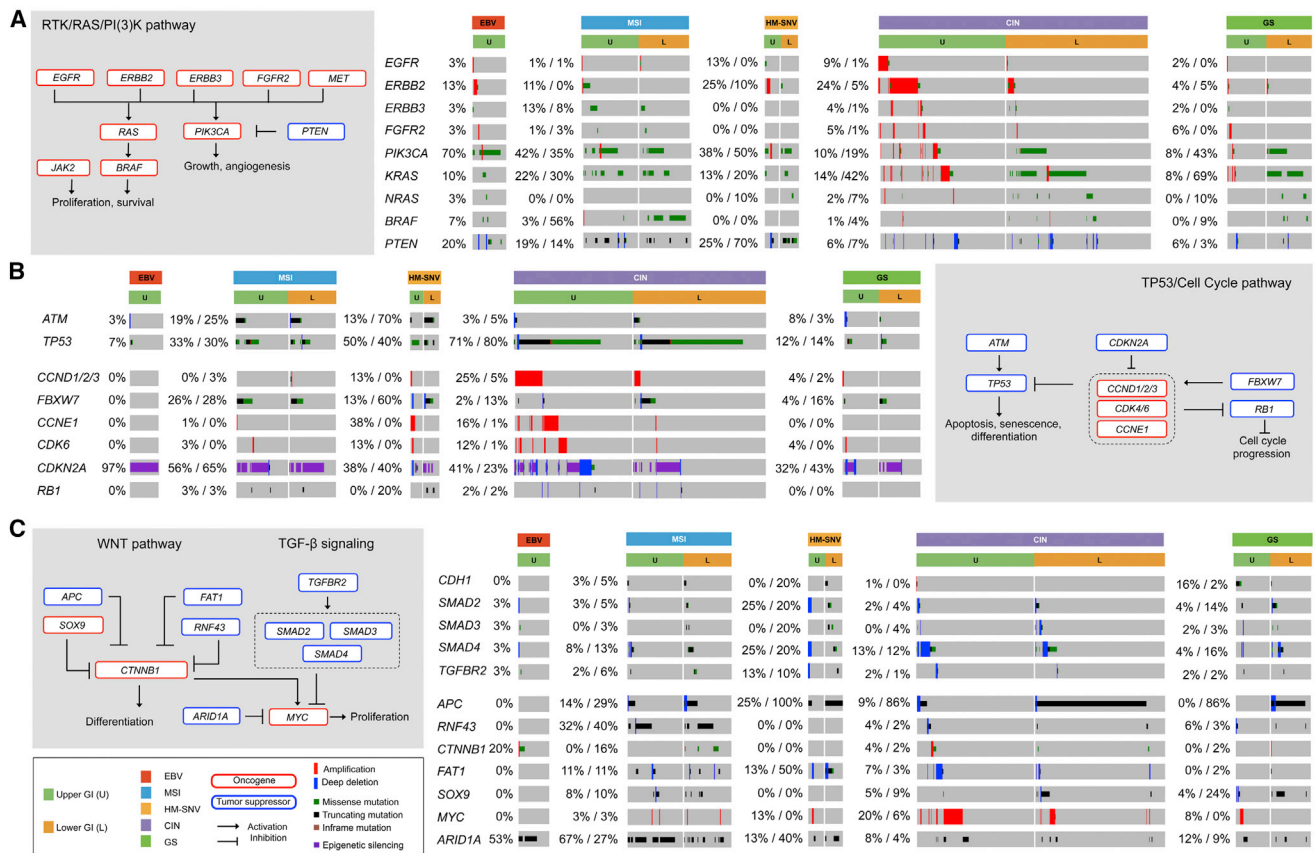 A
RTK/RAS/PI(3)K pathway
EGFR ERBB2 ERBB3 FGFR2 MET
RAS PIK3CA PTEN
JAK2 BRAF Growth, angiogenesis
Proliferation, survival
EBV MSI HM-SNV CIN GS
U U L U L U L U L
EGFR 3% 1% / 1% 13% / 0% 9% / 1% 2% / 0%
ERBB2 13% 11% / 0% 25% /10% 24% / 5% 4% / 5%
ERBB3 3% 13% / 8% 0% / 0% 4% / 1% 2% / 0%
FGFR2 3% 1% / 3% 0% / 0% 5% / 1% 6% / 0%
PIK3CA 70% 42% / 35% 38% / 50% 10% /19% 8% / 43%
KRAS 10% 22% / 30% 13% / 20% 14% /42% 8% / 69%
NRAS 3% 0% / 0% 0% / 10% 2% / 7% 0% / 10%
BRAF 7% 3% / 56% 0% / 0% 1% / 4% 0% / 9%
PTEN 20% 19% / 14% 25% / 70% 6% / 7% 6% / 3%
B
EBV MSI HM-SNV CIN GS
U U L U L U L U L
ATM 3% 19% / 25% 13% / 70% 3% / 5% 8% / 3%
TP53 7% 33% / 30% 50% / 40% 71% / 80% 12% / 14%
CCND1/2/3 0% 0% / 3% 13% / 0% 25% / 5% 4% / 2%
FBXW7 0% 26% / 28% 13% / 60% 2% / 13% 4% / 16%
CCNE1 0% 1% / 0% 38% / 0% 16% / 1% 0% / 0%
CDK6 0% 3% / 0% 13% / 0% 12% / 1% 4% / 0%
CDKN2A 97% 56% / 65% 38% / 40% 41% / 23% 32% / 43%
RB1 0% 3% / 3% 0% / 20% 2% / 2% 0% / 0%
TP53/Cell Cycle pathway
ATM CDKN2A
TP53 CCND1/2/3 FBXW7
CDK4/6 RB1
CCNE1
Apoptosis, senescence,
differentiation
Cell cycle
progression
C
WNT pathway TGF-β signaling
APC FAT1 TGFBR2
SOX9 RNF43 SMAD2 SMAD3
SMAD4
CTNNB1
Differentiation ARID1A MYC Proliferation
EBV MSI HM-SNV CIN GS
U U L U L U L U L
CDH1 0% 3% / 5% 0% / 20% 1% / 0% 16% / 2%
SMAD2 3% 3% / 5% 25% / 20% 2% / 4% 4% / 14%
SMAD3 3% 0% / 3% 0% / 20% 0% / 4% 2% / 3%
SMAD4 3% 8% / 13% 25% / 20% 13% / 12% 4% / 16%
TGFBR2 3% 2% / 6% 13% / 10% 2% / 1% 2% / 2%
APC 0% 14% / 29% 25% / 100% 9% / 86% 0% / 86%
RNF43 0% 32% / 40% 0% / 0% 4% / 2% 6% / 3%
CTNNB1 20% 0% / 16% 0% / 0% 4% / 2% 0% / 2%
FAT1 0% 11% / 11% 13% / 50% 7% / 3% 0% / 2%
SOX9 0% 8% / 10% 0% / 0% 5% / 9% 4% / 24%
MYC 0% 3% / 3% 13% / 0% 20% / 6% 8% / 0%
ARID1A 53% 67% / 27% 13% / 40% 8% / 4% 12% / 9%
Upper GI (U)
Lower GI (L)
EBV
MSI
HM-SNV
CIN
GS
Oncogene
Tumor suppressor
Activation
Inhibition
Amplification
Deep deletion
Missense mutation
Truncating mutation
Inframe mutation
Epigenetic silencing